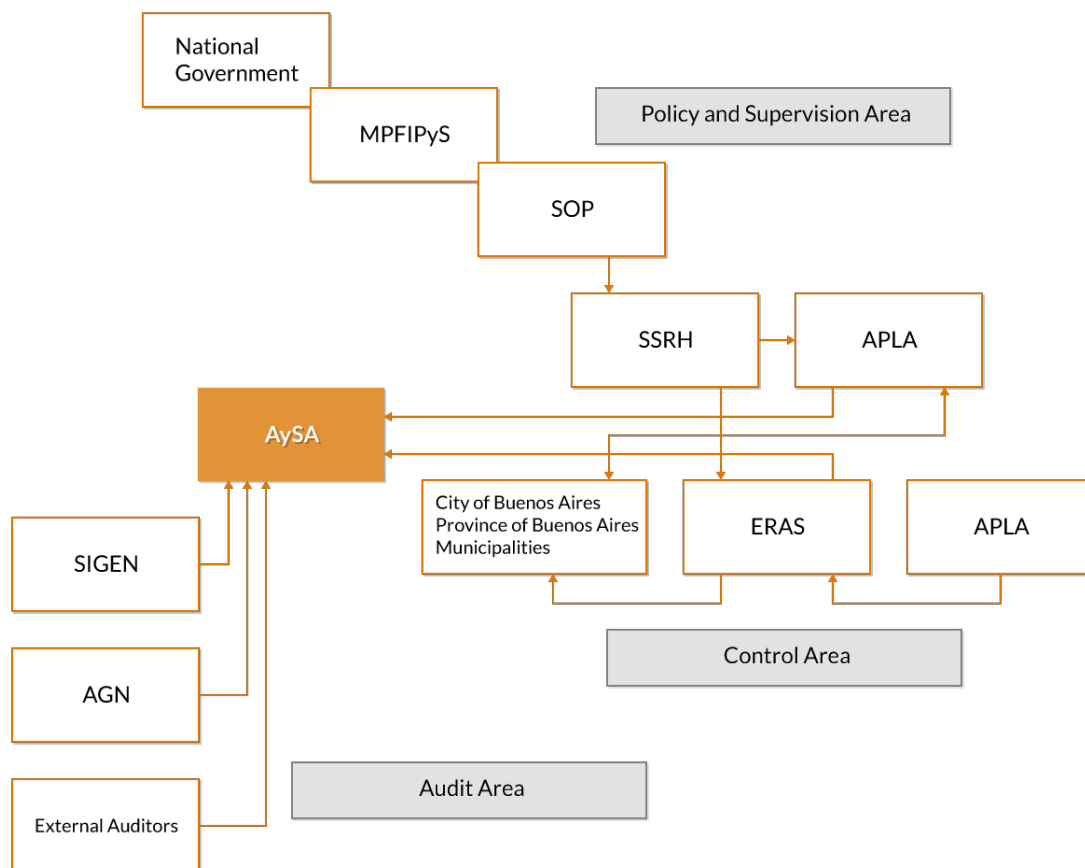 National
Government
MPFIPyS
Policy and Supervision Area
SOP
SSRH
APLA
AySA
City of Buenos Aires
Province of Buenos Aires
Municipalities
ERAS
APLA
SIGEN
Control Area
AGN
Audit Area
External Auditors